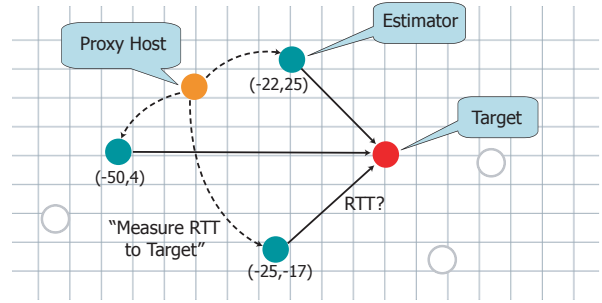 Estimator
Proxy Host
(-22,25)
Target
(-50,4)
RTT?
“Measure RTT
to Target”
(-25,-17)